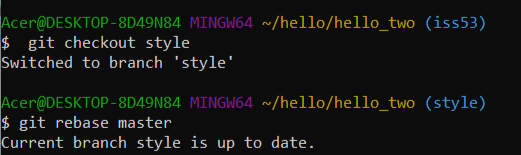 Acer@DESKTOP-8D49N84 MINGW64 ~/hello/hello_two (iss53)
$  git checkout style
Switched to branch 'style'
Acer@DESKTOP-8D49N84 MINGW64 ~/hello/hello_two (style)
$ git rebase master
Current branch style is up to date.